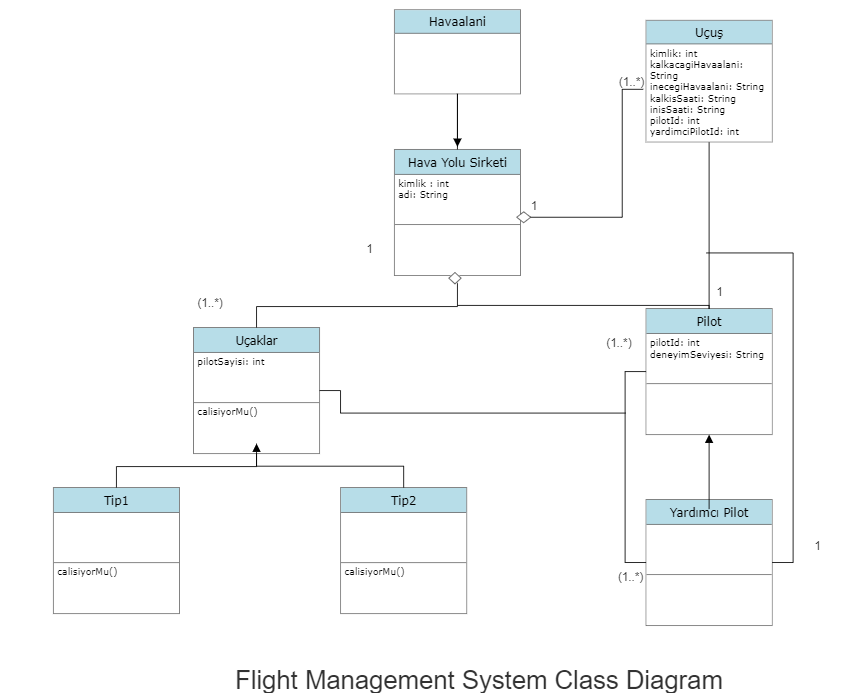 Havaalani
Uçuş
kimlik: int
kalkacagiHavaalani:
String
inecegiHavaalani: String
kalkisSaati: String
inisSaati: String
pilotId: int
yardimciPilotId: int
(1..*)
Hava Yolu Sirketi
kimlik : int
adi: String
1
1
(1..*)
1
Uçaklar
pilotSayisi: int
calisiyorMu()
Pilot
(1..*)
pilotId: int
deneyimSeviyesi: String
Tip1
calisiyorMu()
Tip2
calisiyorMu()
Yardımcı Pilot
1
(1..*)
Flight Management System Class Diagram